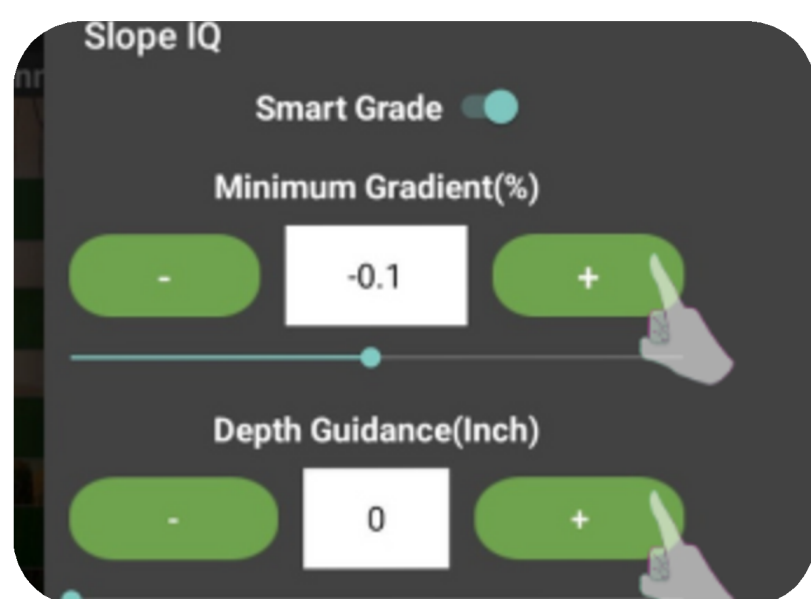 Slope IQ
Smart Grade
Minimum Gradient(%)
- -0.1 +
Depth Guidance(Inch)
- 0 +